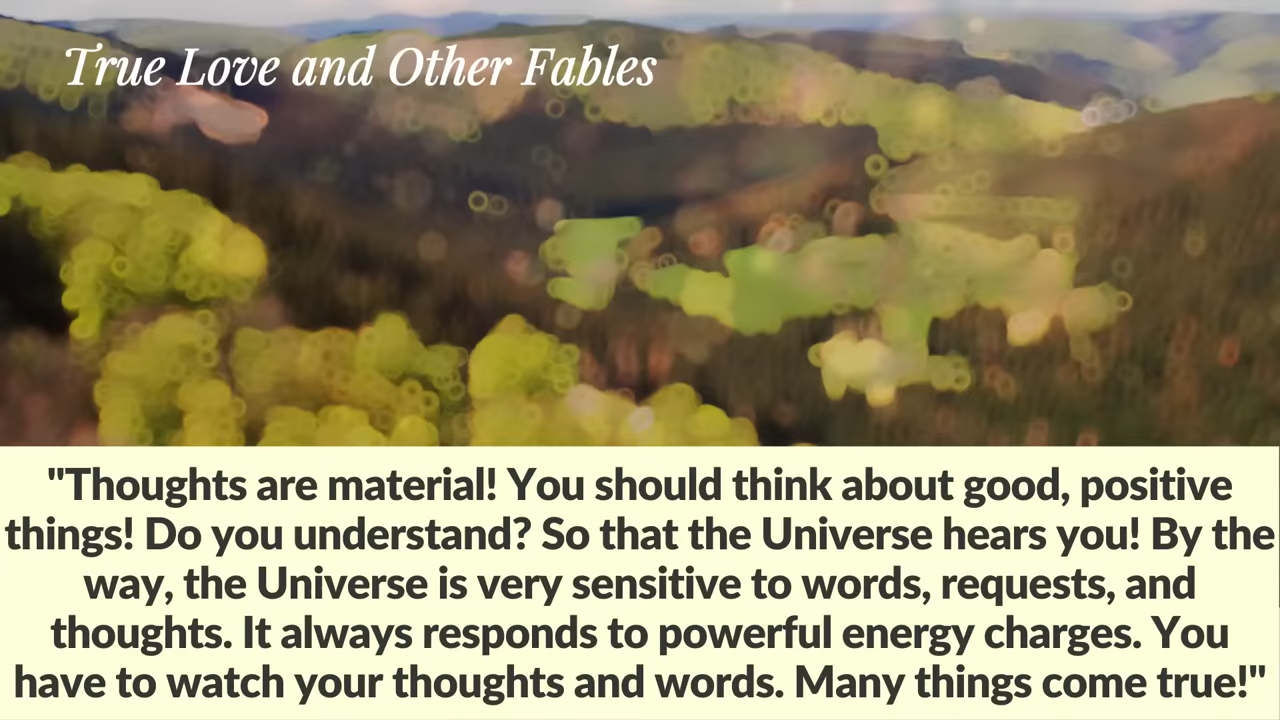 True Love and Other Fables
"Thoughts are material! You should think about good, positive
things! Do you understand? So that the Universe hears you! By the
way, the Universe is very sensitive to words, requests, and
thoughts. It always responds to powerful energy charges. You
have to watch your thoughts and words. Many things come true!"